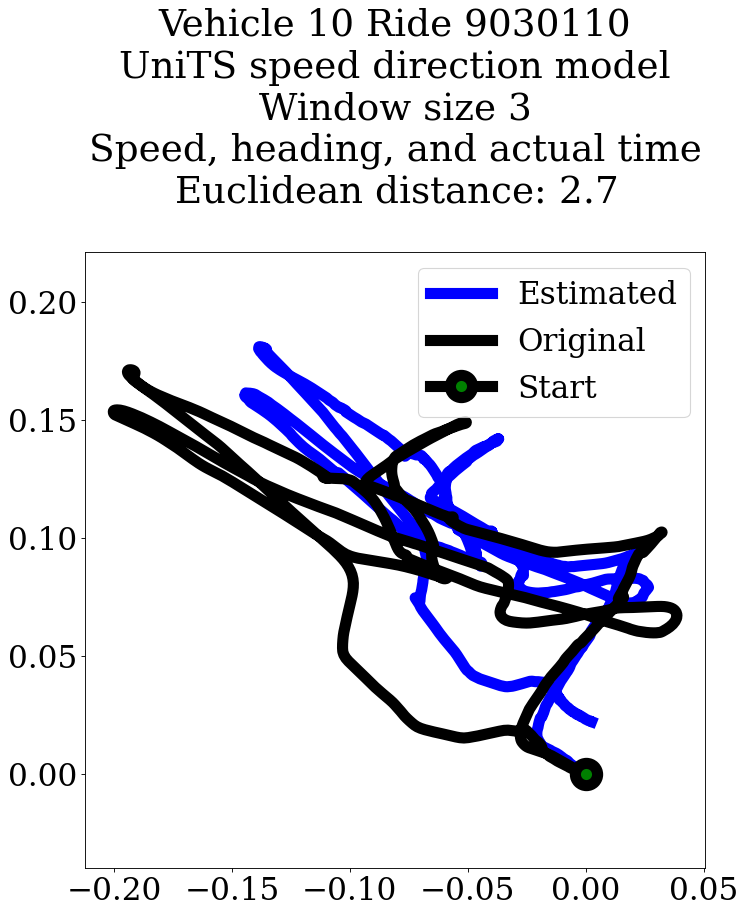 Vehicle 10 Ride 9030110
UniTS speed direction model
Window size 3
Speed, heading, and actual time
Euclidean distance: 2.7
Estimated
Original
Start
0.20
0.15
0.10
0.05
0.00
−0.20 −0.15 −0.10 −0.05 0.00 0.05